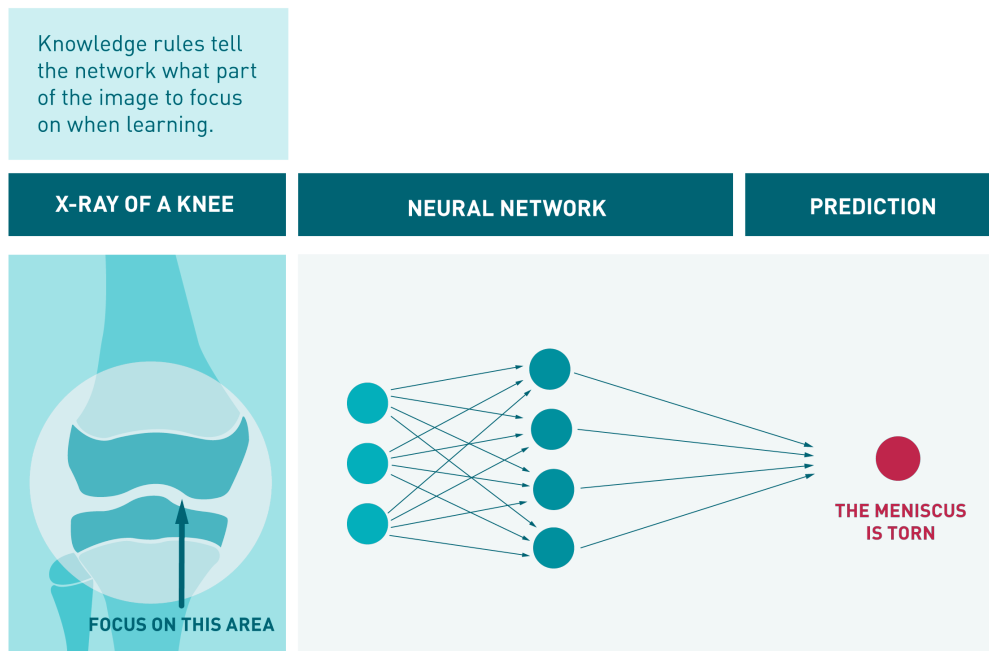 Knowledge rules tell
the network what part
of the image to focus
on when learning.
X-RAY OF A KNEE
NEURAL NETWORK
PREDICTION
THE MENISCUS
IS TORN
FOCUS ON THIS AREA